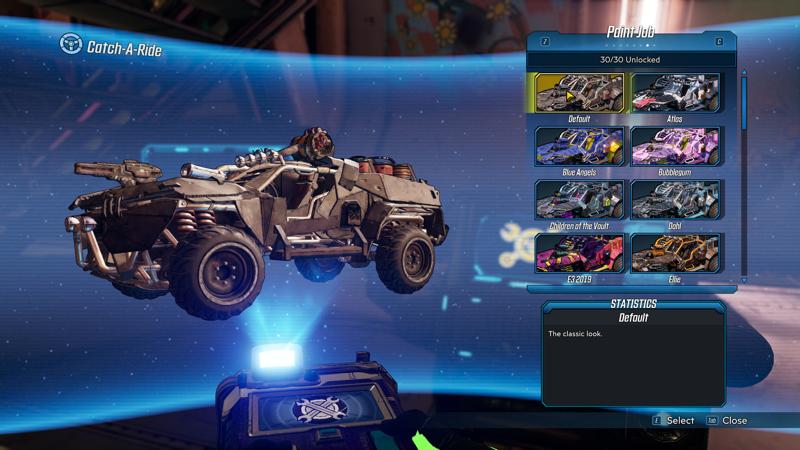 Catch-A-Ride
Paint Job
Z
C
30/30 Unlocked
Default
Atlas
Blue Angels
Bubblegum
Children of the Vault
Dahl
E3 2019
Ellie
STATISTICS
Default
The classic look.
E Select
Tab Close